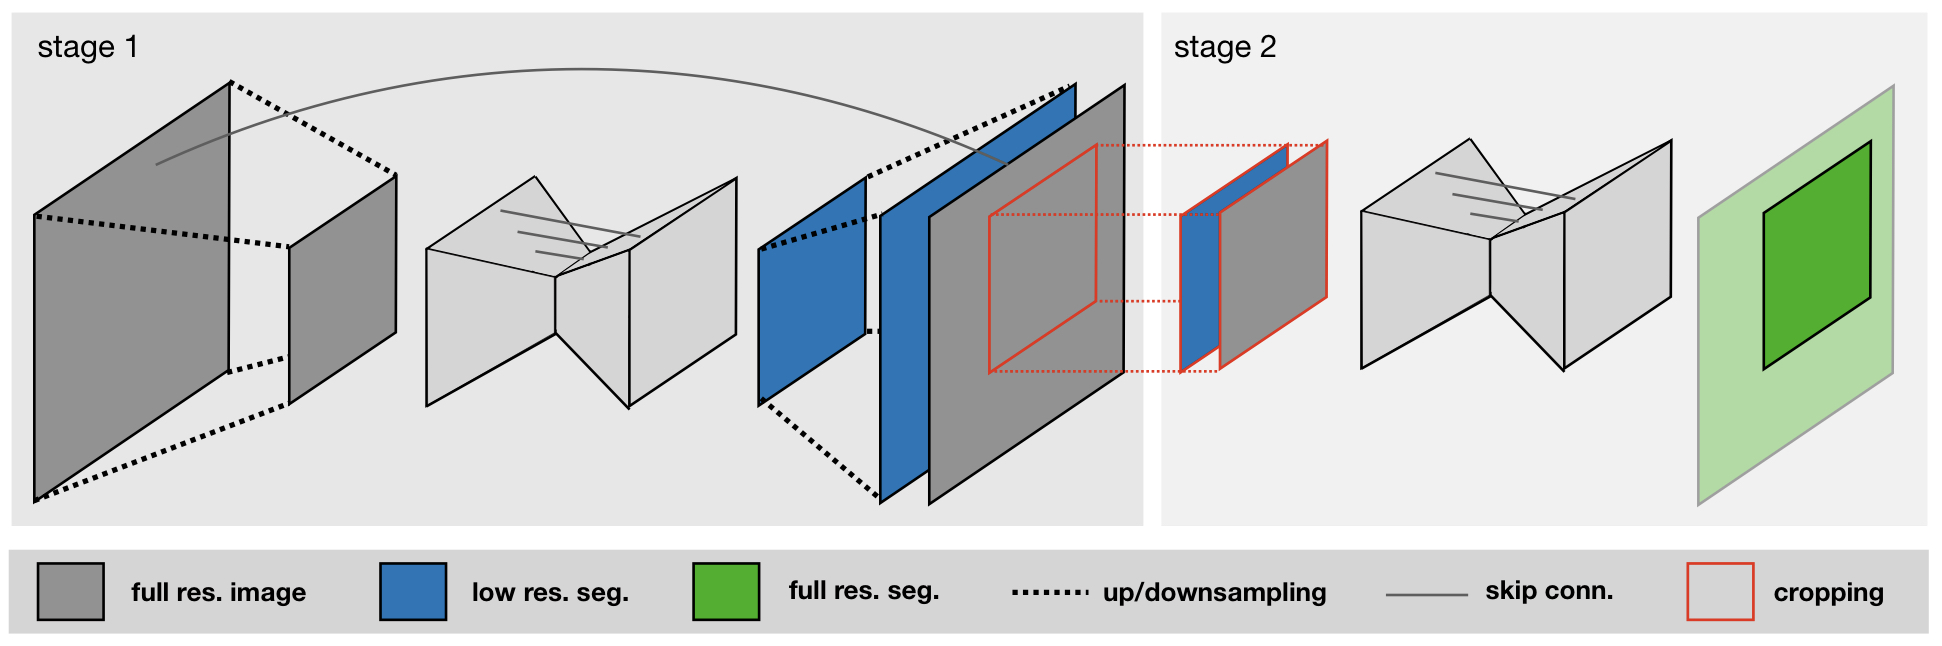 stage 1
stage 2
full res. image
low res. seg.
full res. seg.
up/downsampling
skip conn.
cropping